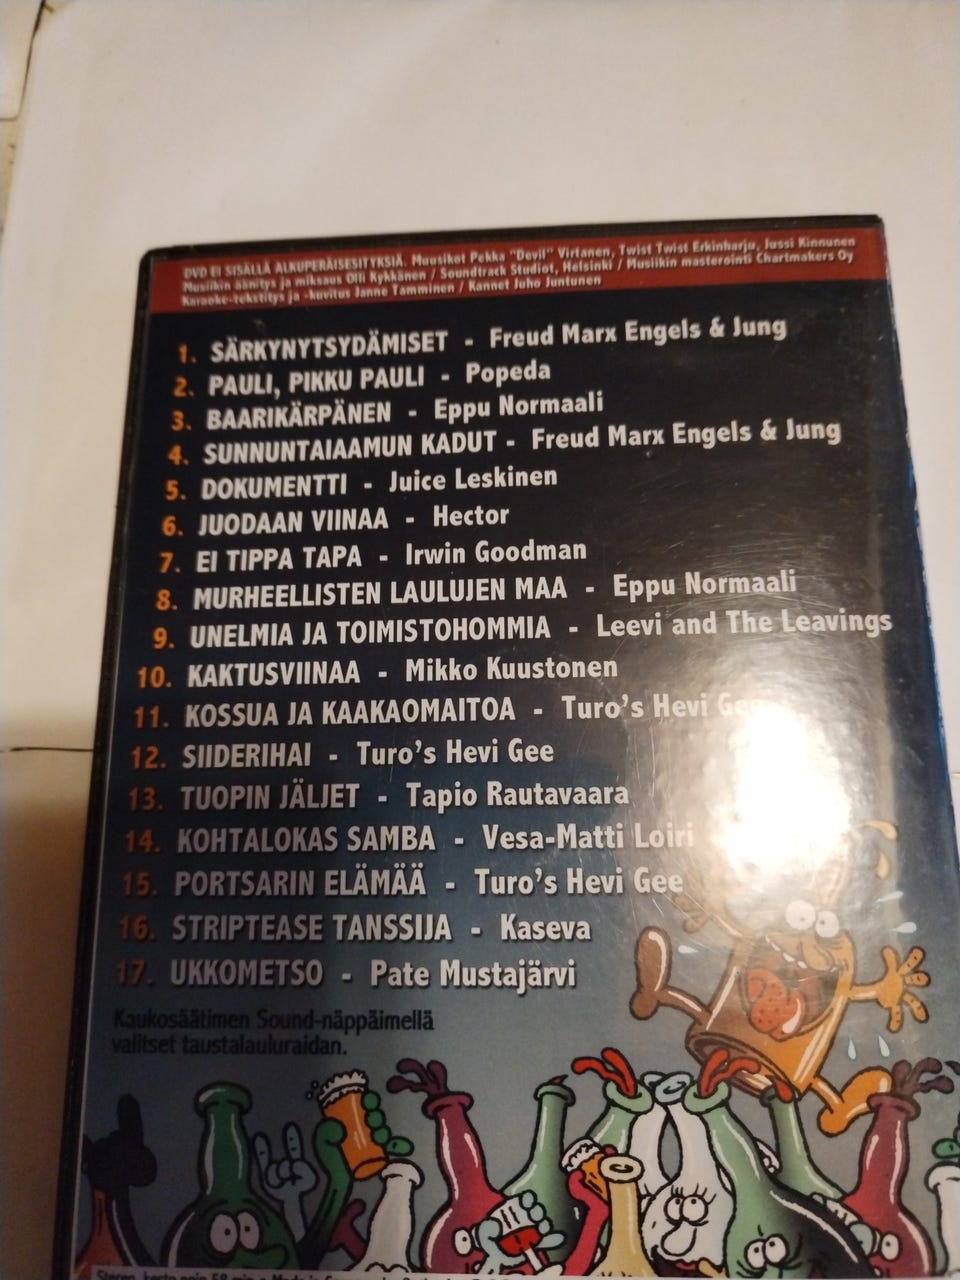 DVD EI SISÄLLÄ ALKUPERÄISESITYKSIÄ. Muusikot Pekka "Devil" Virtanen, Twist Twist Erkinharju, Jussi Kinnunen
Musiikin äänitys ja miksaus Olli Kykkänen / Soundtrack Studiot, Helsinki / Musiikin masterointi Chartmakers Oy
Karaoke-tekstitys ja -kuvitus Janne Tamminen / Kannet Juho Juntunen
1. SÄRKYNYTSYDÄMISET - Freud Marx Engels & Jung
2. PAULI, PIKKU PAULI - Popeda
3. BAARIKÄRPÄNEN - Eppu Normaali
4. SUNNUNTAIAAMUN KADUT - Freud Marx Engels & Jung
5. DOKUMENTTI - Juice Leskinen
6. JUODAAN VIINAA - Hector
7. EI TIPPA TAPA - Irwin Goodman
8. MURHEELLISTEN LAULUJEN MAA - Eppu Normaali
9. UNELMIA JA TOIMISTOHOMMIA - Leevi and The Leavings
10. KAKTUSVIINAA - Mikko Kuustonen
11. KOSSUA JA KAAKAOMAITOA - Turo's Hevi Gee
12. SIIDERIHAI - Turo's Hevi Gee
13. TUOPIN JÄLJET - Tapio Rautavaara
14. KOHTALOKAS SAMBA - Vesa-Matti Loiri
15. PORTSARIN ELÄMÄÄ - Turo's Hevi Gee
16. STRIPTEASE TANSSIJA - Kaseva
17. UKKOMETSO - Pate Mustajärvi
Kaukosäätimen Sound-näppäimellä
valitset taustalauluraidan.